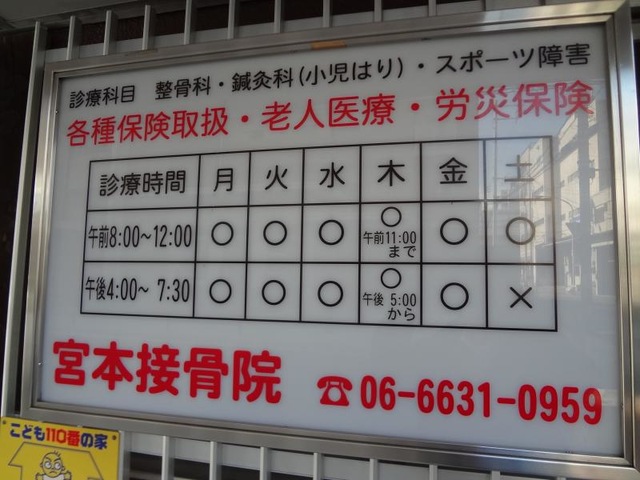 診療科目 整骨科・鍼灸科(小児はり)・スポーツ障害
各種保険取扱・老人医療・労災保険
診療時間 月 火 水 木 金 土
午前8:00〜12:00 ○ ○ ○ ○午前11:00まで ○ ○
午後4:00〜7:30 ○ ○ ○ ○午後5:00から ○ ×
宮本接骨院 ☎06-6631-0959
こども110番の家